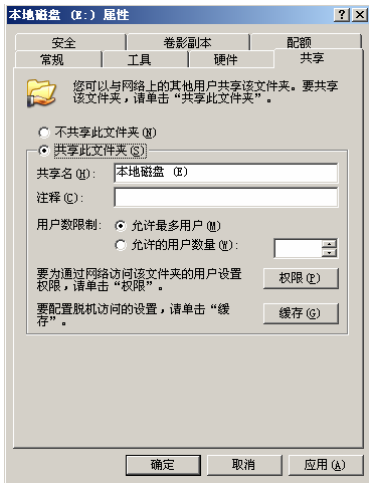 本地磁盘 (E:) 属性
安全 卷影副本 配额
常规 工具 硬件 共享
您可以与网络上的其他用户共享该文件夹。要共享
该文件夹，请单击“共享此文件夹”。
不共享此文件夹(N)
共享此文件夹(S)
共享名(H): 本地磁盘 (E)
注释(C):
用户数限制: 允许最多用户(M)
允许的用户数量(W):
要为通过网络访问该文件夹的用户设置
权限，请单击“权限”。
权限(P)
要配置脱机访问的设置，请单击“缓
存”。
缓存(G)
确定 取消 应用(A)